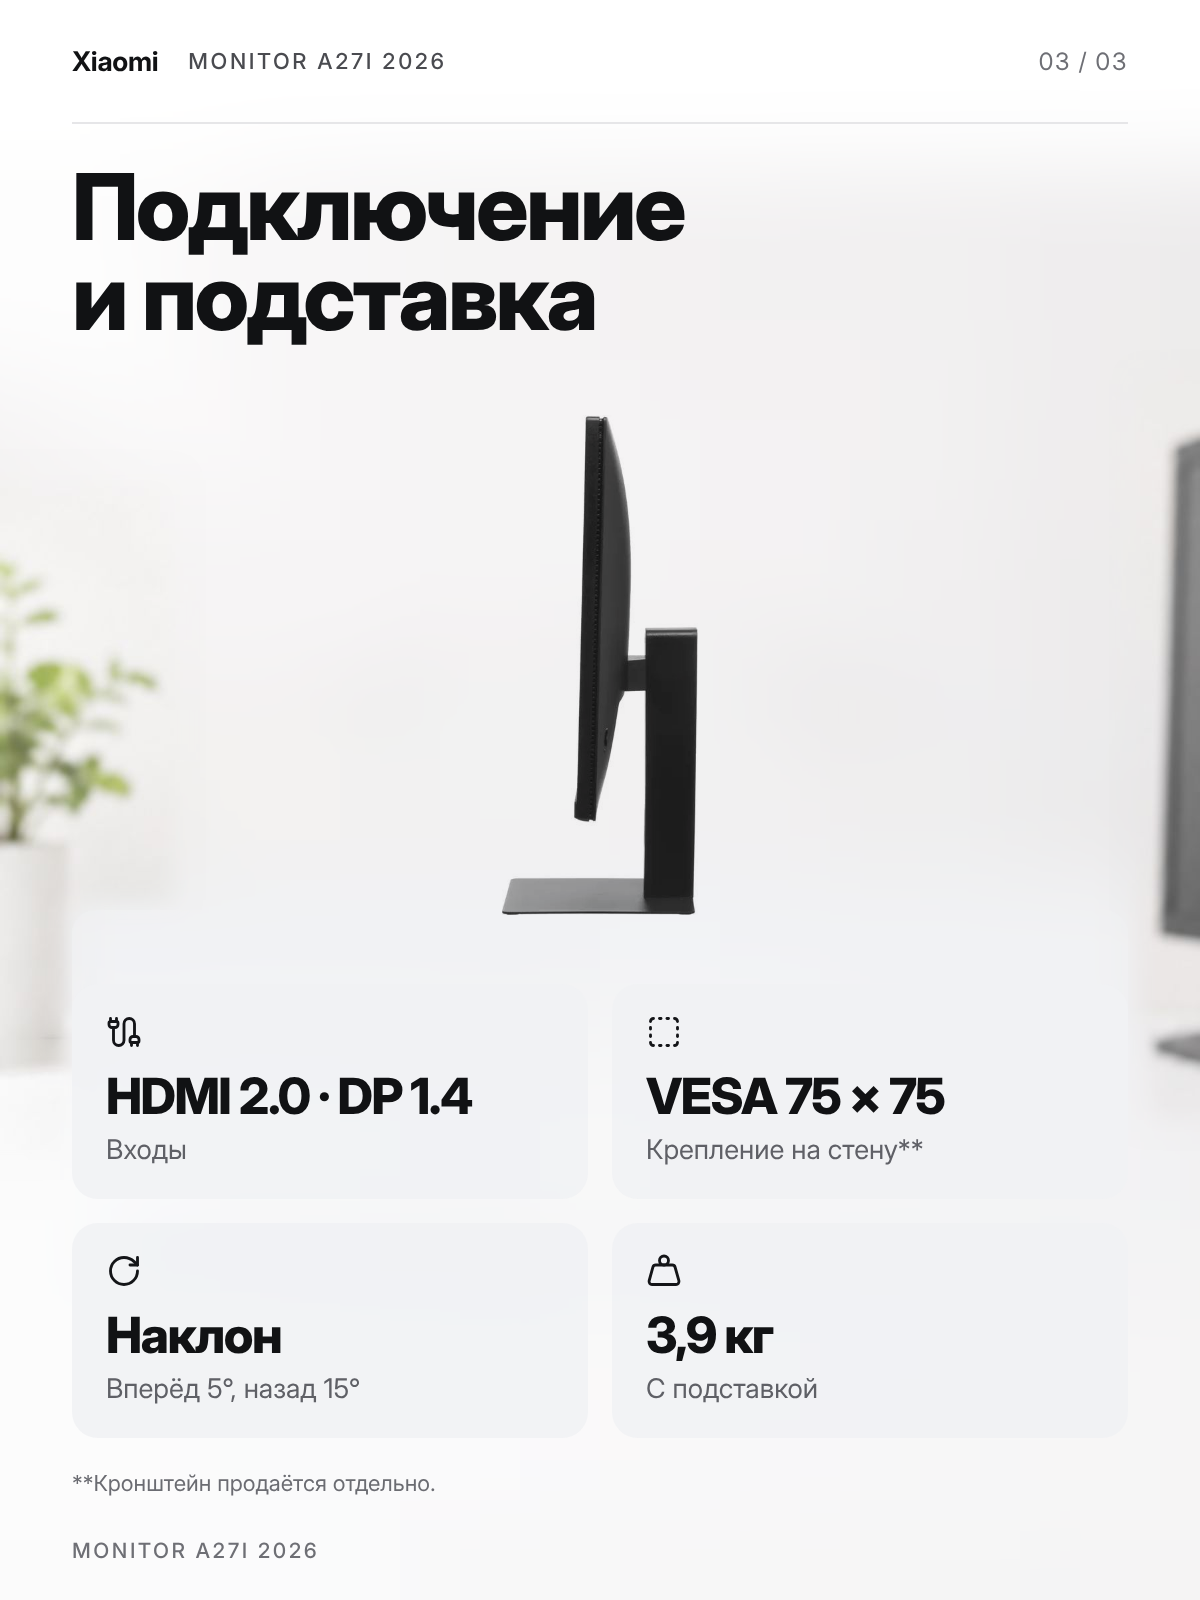 Xiaomi MONITOR A27I 2026 03 / 03
Подключение
и подставка
HDMI 2.0 · DP 1.4
Входы
VESA 75 × 75
Крепление на стену**
Наклон
Вперёд 5°, назад 15°
3,9 кг
С подставкой
**Кронштейн продаётся отдельно.
MONITOR A27I 2026